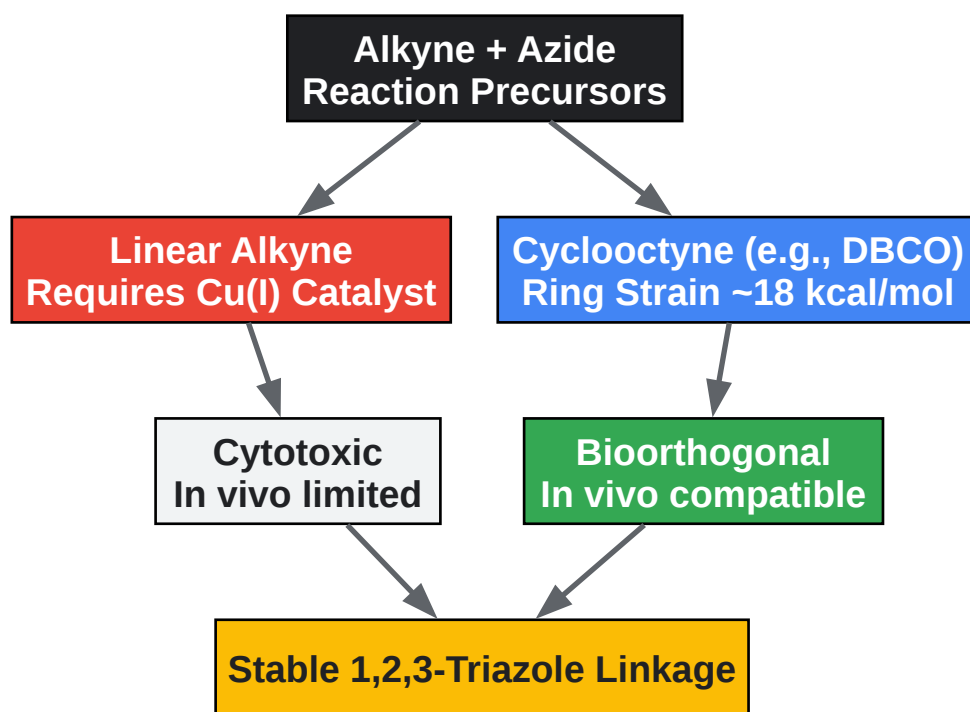 Alkyne + Azide
Reaction Precursors
Linear Alkyne
Requires Cu(I) Catalyst
Cyclooctyne (e.g., DBCO)
Ring Strain ~18 kcal/mol
Cytotoxic
In vivo limited
Bioorthogonal
In vivo compatible
Stable 1,2,3-Triazole Linkage